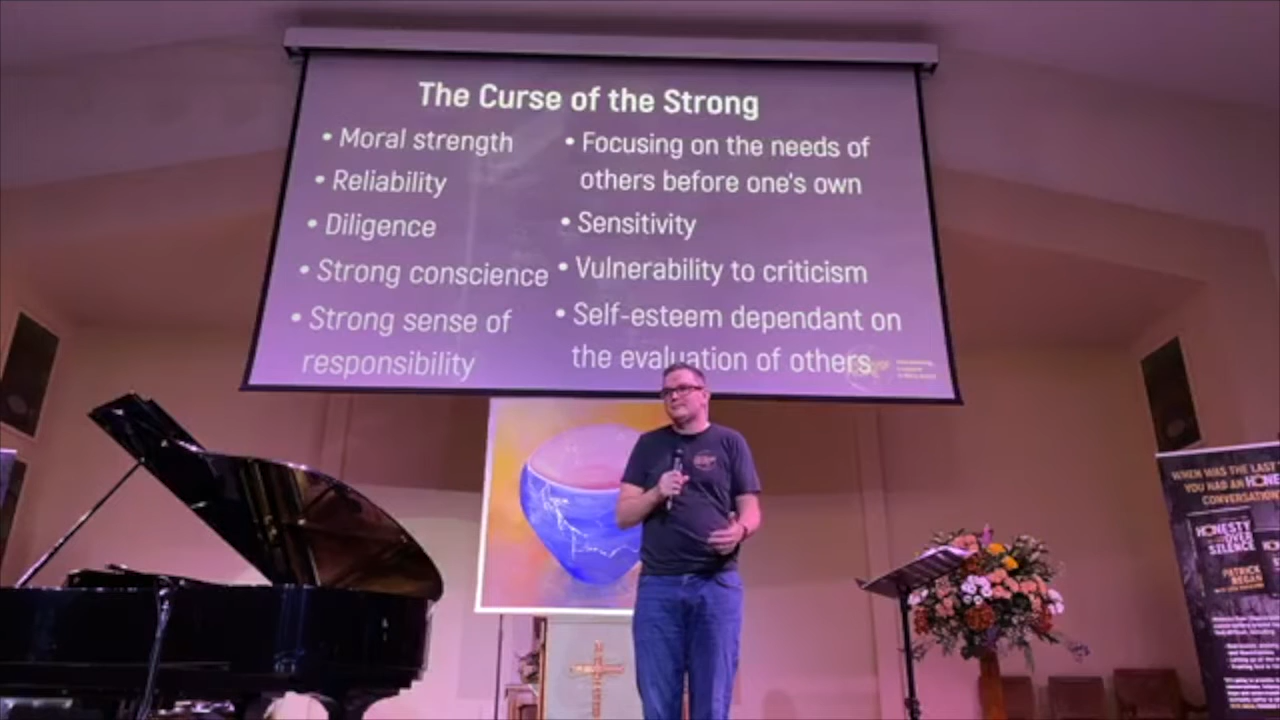 The Curse of the Strong
• Moral strength
• Reliability
• Diligence
• Strong conscience
• Strong sense of
responsibility
• Focusing on the needs of
others before one's own
• Sensitivity
• Vulnerability to criticism
• Self-esteem dependant on
the evaluation of others
WHEN WAS THE LAST
YOU HAD AN HONE
CONVERSATION
HONESTY
OVER
SILENCE
PATRICK
REGAN